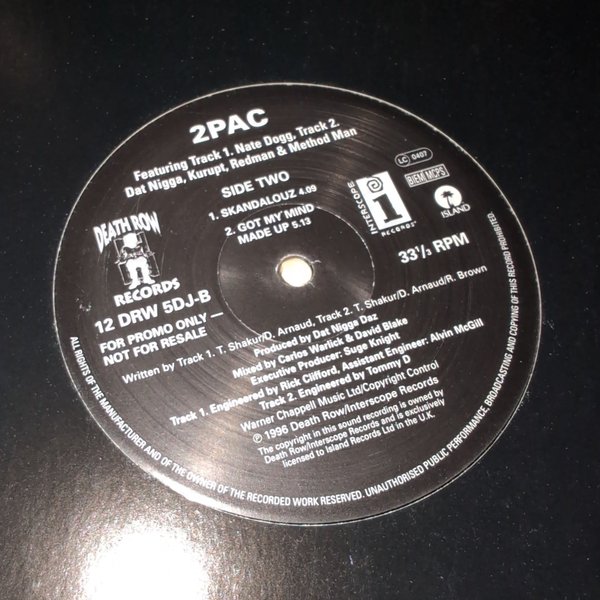 2PAC
Featuring Track 1. Nate Dogg, Track 2.
Dat Nigga, Kurupt, Redman & Method Man
SIDE TWO
1. SKANDALOUZ 4.09
2. GOT MY MIND
MADE UP 5.13
DEATH ROW
RECORDS
12 DRW 5DJ-B
FOR PROMO ONLY —
NOT FOR RESALE
INTERSCOPE
i
RECORDS
LC 0407
BIEM/MCPS
ISLAND
33⅓ RPM
Written by Track 1. T. Shakur/D. Arnaud, Track 2. T. Shakur/D. Arnaud/R. Brown
Produced by Dat Nigga Daz
Mixed by Carlos Warlick & David Blake
Executive Producer: Suge Knight
Track 1. Engineered by Rick Clifford, Assistant Engineer: Alvin McGill
Track 2. Engineered by Tommy D
Warner Chappell Music Ltd/Copyright Control
℗ 1996 Death Row/Interscope Records
The copyright in this sound recording is owned by
Death Row/Interscope Records and is exclusively
licensed to Island Records Ltd in the U.K.
ALL RIGHTS OF THE MANUFACTURER AND OF THE OWNER OF THE RECORDED WORK RESERVED. UNAUTHORISED PUBLIC PERFORMANCE, BROADCASTING AND COPYING OF THIS RECORD PROHIBITED.